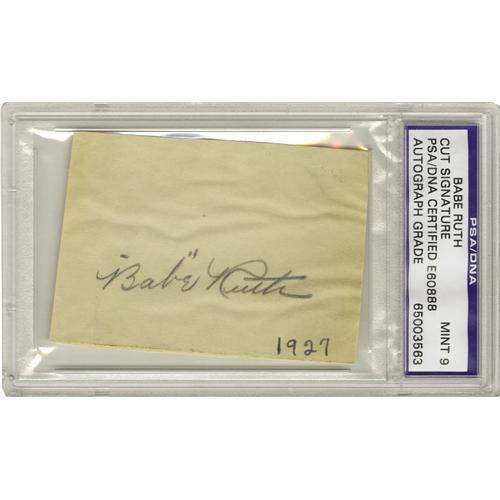 "Babe" Ruth
1927
PSA/DNA
BABE RUTH
CUT SIGNATURE MINT 9
PSA/DNA CERTIFIED E60888
AUTOGRAPH GRADE 65003563